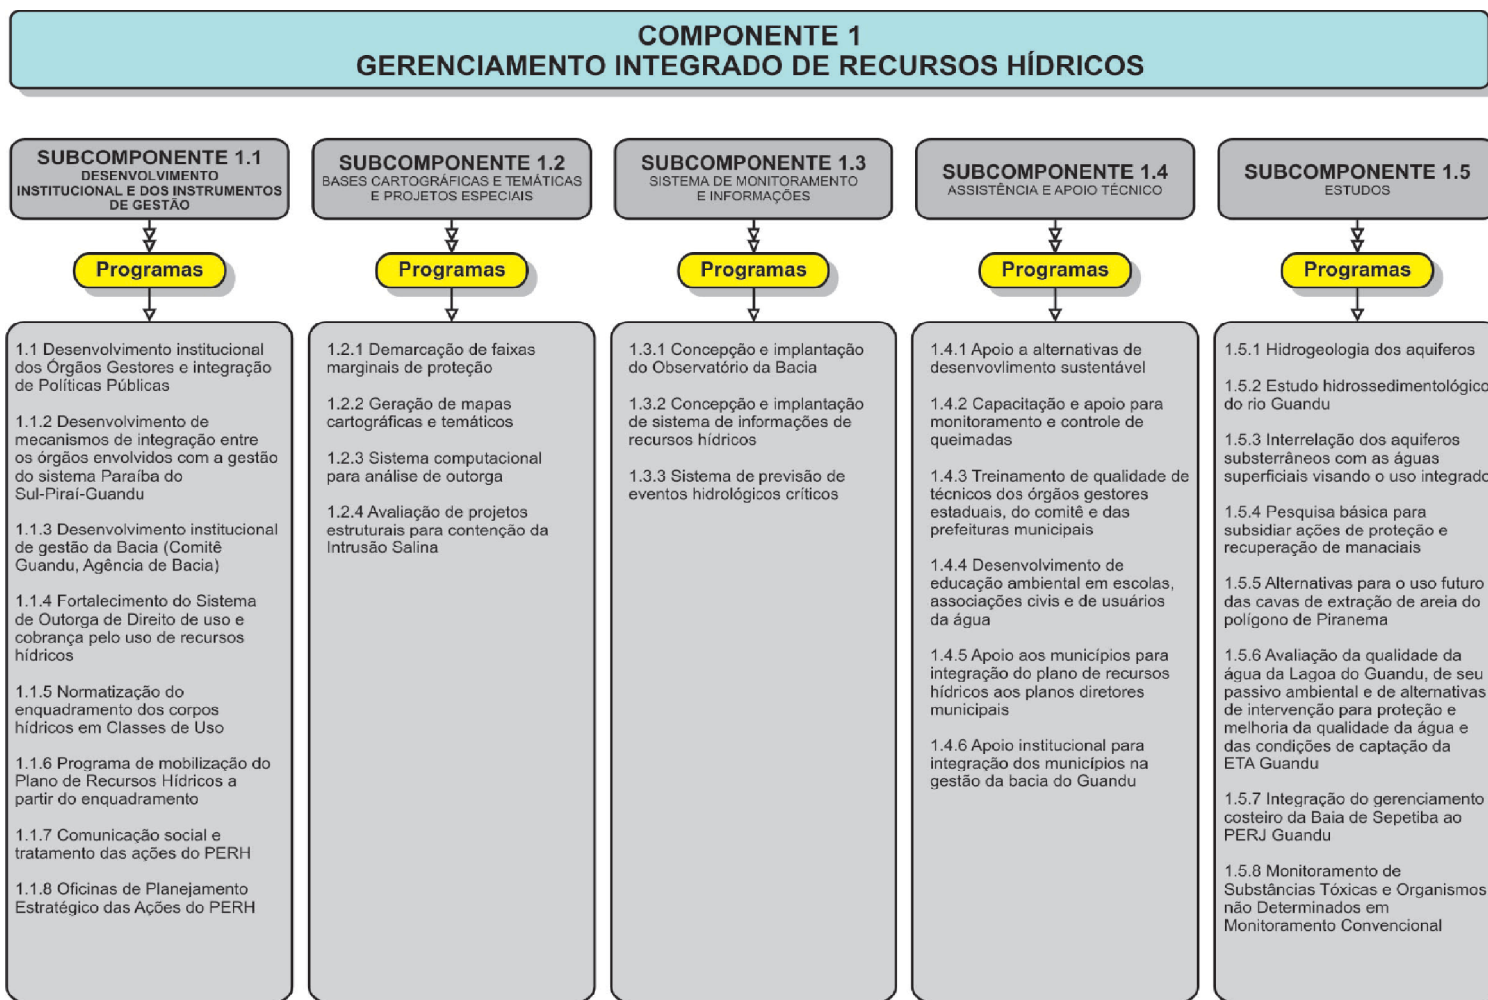 COMPONENTE 1
GERENCIAMENTO INTEGRADO DE RECURSOS HÍDRICOS
SUBCOMPONENTE 1.1
DESENVOLVIMENTO
INSTITUCIONAL E DOS INSTRUMENTOS
DE GESTÃO
Programas
1.1 Desenvolvimento institucional
dos Órgãos Gestores e integração
de Políticas Públicas
1.1.2 Desenvolvimento de
mecanismos de integração entre
os órgãos envolvidos com a gestão
do sistema Paraíba do
Sul-Piraí-Guandu
1.1.3 Desenvolvimento institucional
de gestão da Bacia (Comitê
Guandu, Agência de Bacia)
1.1.4 Fortalecimento do Sistema
de Outorga de Direito de uso e
cobrança pelo uso de recursos
hídricos
1.1.5 Normatização do
enquadramento dos corpos
hídricos em Classes de Uso
1.1.6 Programa de mobilização do
Plano de Recursos Hídricos a
partir do enquadramento
1.1.7 Comunicação social e
tratamento das ações do PERH
1.1.8 Oficinas de Planejamento
Estratégico das Ações do PERH
SUBCOMPONENTE 1.2
BASES CARTOGRÁFICAS E TEMÁTICAS
E PROJETOS ESPECIAIS
Programas
1.2.1 Demarcação de faixas
marginais de proteção
1.2.2 Geração de mapas
cartográficas e temáticos
1.2.3 Sistema computacional
para análise de outorga
1.2.4 Avaliação de projetos
estruturais para contenção da
Intrusão Salina
SUBCOMPONENTE 1.3
SISTEMA DE MONITORAMENTO
E INFORMAÇÕES
Programas
1.3.1 Concepção e implantação
do Observatório da Bacia
1.3.2 Concepção e implantação
de sistema de informações de
recursos hídricos
1.3.3 Sistema de previsão de
eventos hidrológicos críticos
SUBCOMPONENTE 1.4
ASSISTÊNCIA E APOIO TÉCNICO
Programas
1.4.1 Apoio a alternativas de
desenvovlimento sustentável
1.4.2 Capacitação e apoio para
monitoramento e controle de
queimadas
1.4.3 Treinamento de qualidade de
técnicos dos órgãos gestores
estaduais, do comitê e das
prefeituras municipais
1.4.4 Desenvolvimento de
educação ambiental em escolas,
associações civis e de usuários
da água
1.4.5 Apoio aos municípios para
integração do plano de recursos
hídricos aos planos diretores
municipais
1.4.6 Apoio institucional para
integração dos municípios na
gestão da bacia do Guandu
SUBCOMPONENTE 1.5
ESTUDOS
Programas
1.5.1 Hidrogeologia dos aquiferos
1.5.2 Estudo hidrossedimentológico
do rio Guandu
1.5.3 Interrelação dos aquiferos
substerrâneos com as águas
superficiais visando o uso integrado
1.5.4 Pesquisa básica para
subsidiar ações de proteção e
recuperação de manaciais
1.5.5 Alternativas para o uso futuro
das cavas de extração de areia do
polígono de Piranema
1.5.6 Avaliação da qualidade da
água da Lagoa do Guandu, de seu
passivo ambiental e de alternativas
de intervenção para proteção e
melhoria da qualidade da água e
das condições de captação da
ETA Guandu
1.5.7 Integração do gerenciamento
costeiro da Baia de Sepetiba ao
PERJ Guandu
1.5.8 Monitoramento de
Substâncias Tóxicas e Organismos
não Determinados em
Monitoramento Convencional